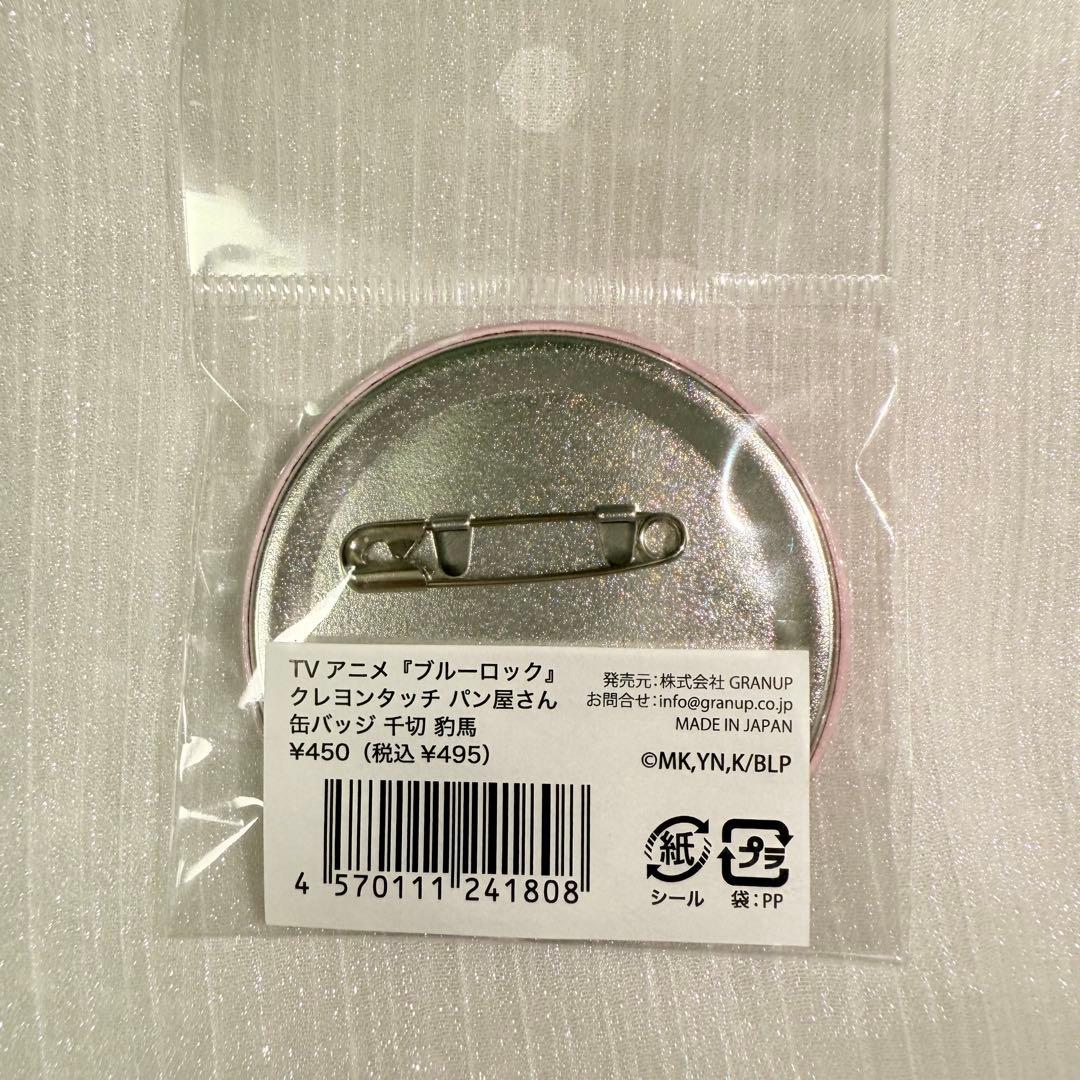 TV アニメ『ブルーロック』
クレヨンタッチ パン屋さん
缶バッジ 千切 豹馬
¥450（税込 ¥495）
発売元：株式会社 GRANUP
お問合せ：info@granup.co.jp
MADE IN JAPAN
©MK,YN,K/BLP
4 570111 241808
紙
シール
プラ
袋：PP